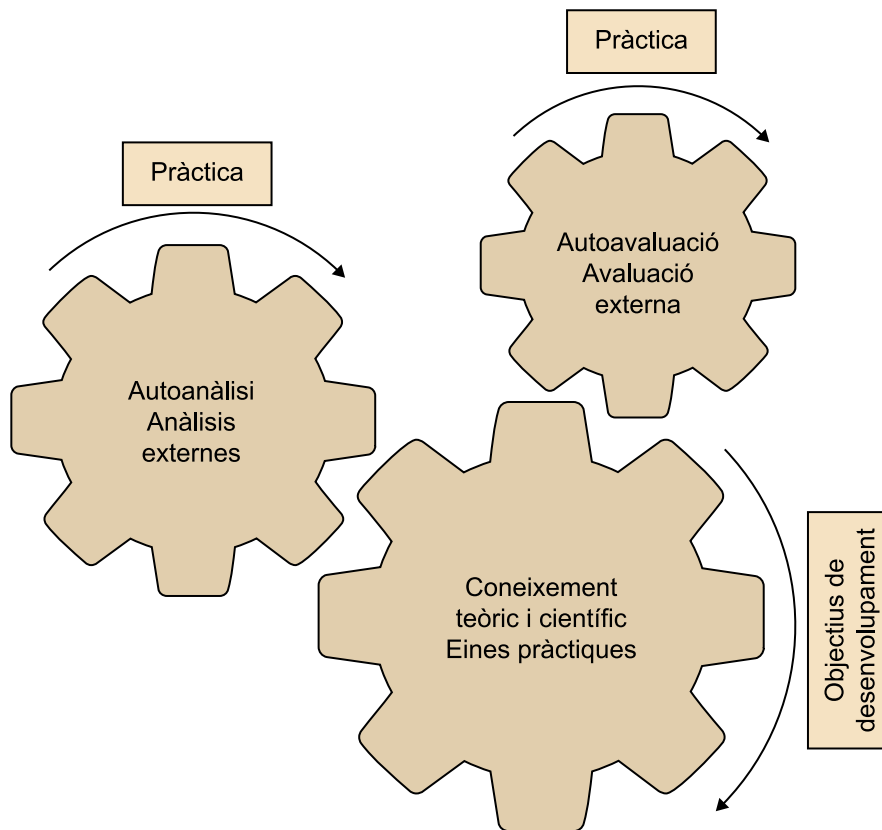 Pràctica
Autoanàlisi
Anàlisis
externes
Pràctica
Autoavaluació
Avaluació
externa
Coneixement
teòric i científic
Eines pràctiques
Objectius de
desenvolupament